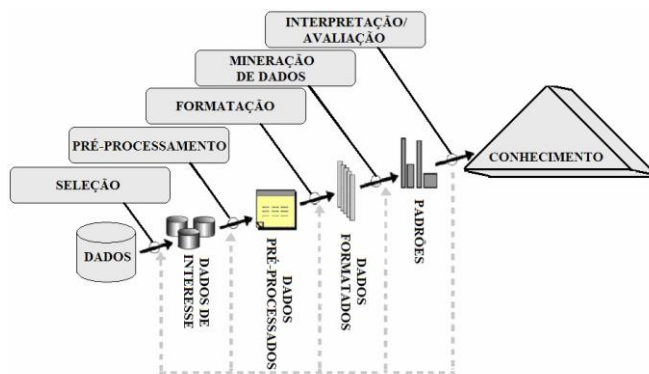 INTERPRETAÇÃO/
AVALIAÇÃO
MINERAÇÃO
DE DADOS
FORMATAÇÃO
PRÉ-PROCESSAMENTO
SELEÇÃO
DADOS
DADOS DE
INTERESSE
DADOS
PRÉ-PROCESSADOS
DADOS
FORMATADOS
PADRÕES
CONHECIMENTO